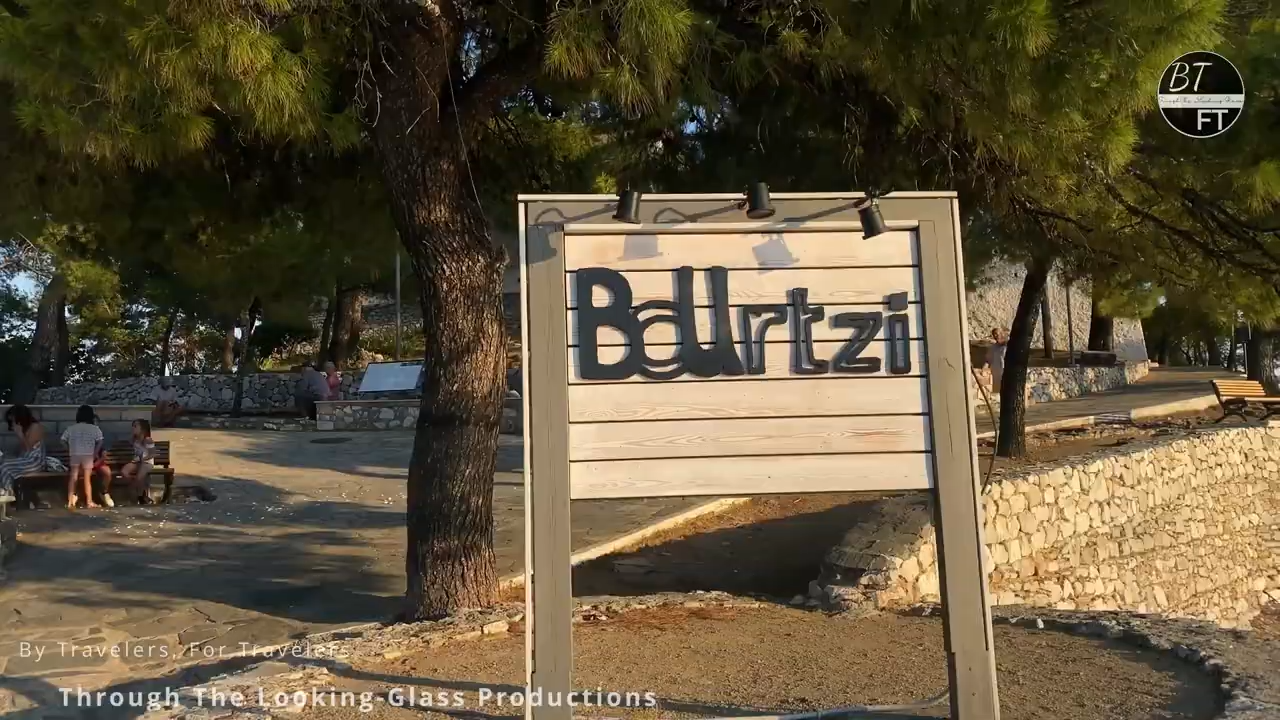 BT
FT
Bourtzi
By Travelers, For Travelers
Through The Looking-Glass Productions